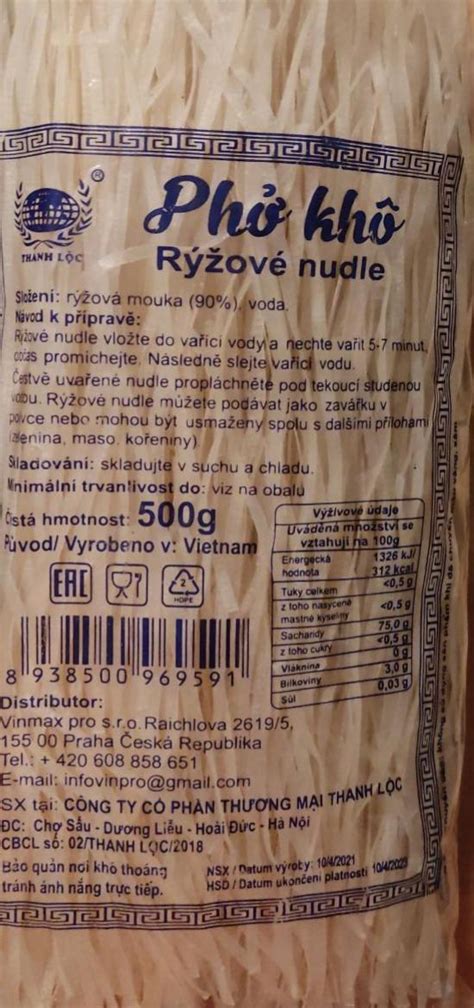 ®
THANH LỘC
Phở khô
Rýžové nudle
Složení: rýžová mouka (90%), voda.
Návod k přípravě:
Rýžové nudle vložte do vařící vody a nechte vařit 5-7 minut,
občas promíchejte. Následně slejte vařící vodu.
Čestvě uvařené nudle propláchněte pod tekoucí studenou
vodou. Rýžové nudle můžete podávat jako zavářku v
polévce nebo mohou být usmaženy spolu s dalšími přílohami
(zelenina, maso, kořeniny).
Skladování: skladujte v suchu a chladu.
Minimální trvanlivost do: viz na obalu
Čistá hmotnost: 500g
Původ/ Vyrobeno v: Vietnam
Výživové údaje
Uváděná množství se
vztahují na 100g
Energecká 1326 kJ/
hodnota 312 kcal
Tuky celkem <0,5 g
z toho nasycené
mastné kyseliny <0,5 g
Sacharidy 75,0 g
z toho cukry <0,5 g
Vláknina 0 g
Bílkoviny 3,0 g
Sůl 0,03 g
EAC
2
HDPE
8 938500 969591
Distributor:
Vinmax pro s.r.o. Raichlova 2619/5,
155 00 Praha Česká Republika
Tel.: + 420 608 858 651
E-mail: infovinpro@gmail.com
SX tại: CÔNG TY CỔ PHẦN THƯƠNG MẠI THANH LỘC
ĐC: Chợ Sấu - Dương Liễu - Hoài Đức - Hà Nội
CBCL số: 02/THANH LỘC/2018
Bảo quản nơi khô thoáng
tránh ánh nắng trực tiếp.
NSX / Datum výroty: 10/4/2021
HSD / Datum ukončení platnosti 10/4/2023